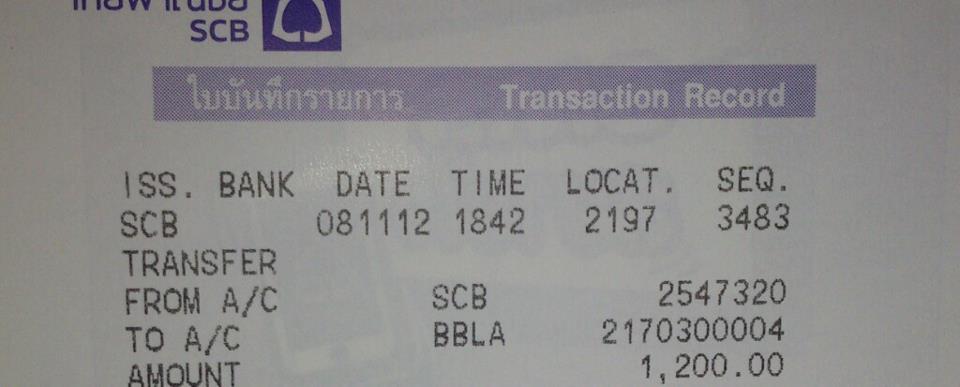 SCB
ใบบันทึกรายการ Transaction Record
ISS. BANK DATE TIME LOCAT. SEQ.
SCB 081112 1842 2197 3483
TRANSFER
FROM A/C SCB 2547320
TO A/C BBLA 2170300004
AMOUNT 1,200.00